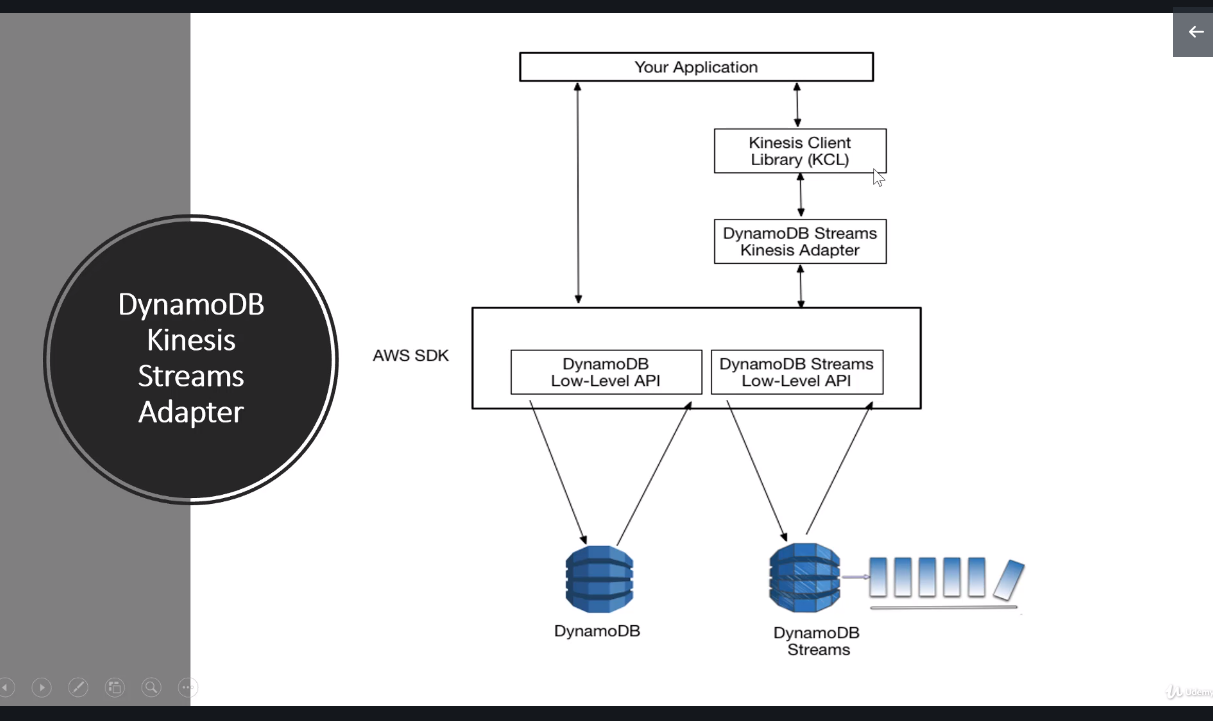 Your Application
Kinesis Client
Library (KCL)
DynamoDB Streams
Kinesis Adapter
DynamoDB
Kinesis
Streams
Adapter
AWS SDK
DynamoDB
Low-Level API
DynamoDB Streams
Low-Level API
DynamoDB
DynamoDB
Streams
Udemy